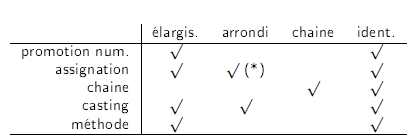 élargis. arrondi chaine ident.
promotion num. √ √
assignation √ √(*) √
chaine √ √
casting √ √ √
méthode √ √